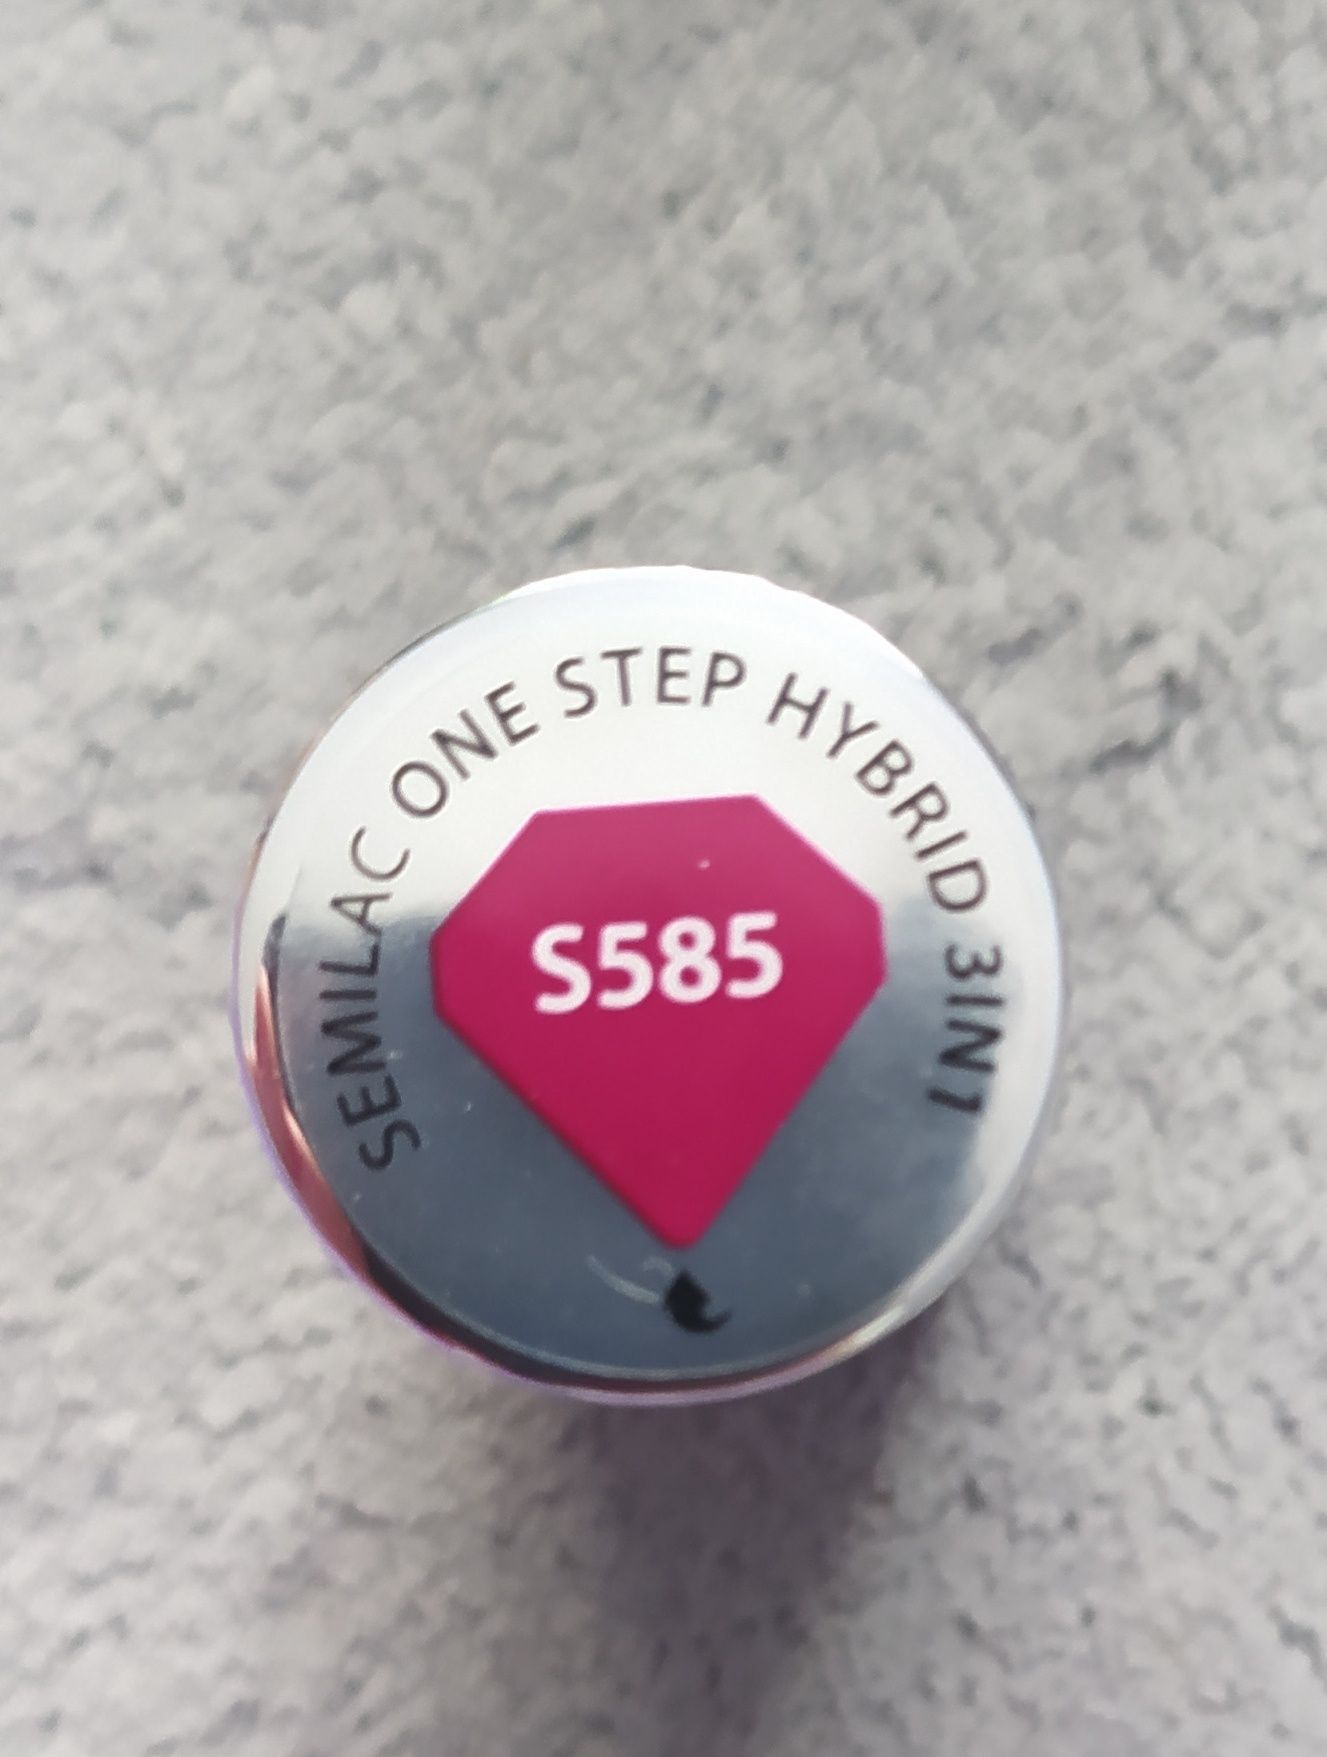 SEMILAC ONE STEP HYBRID 3IN1
S585